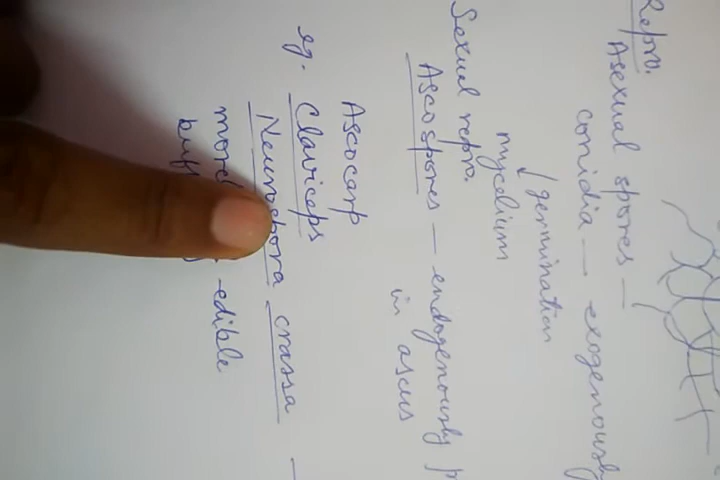 Repro.
Asexual spores —
conidia — exogenously
↓ germination
mycelium
Sexual repro.
Ascospores — endogenously
in ascus
Ascocarp
eg. Claviceps
Neurospora crassa —
edible